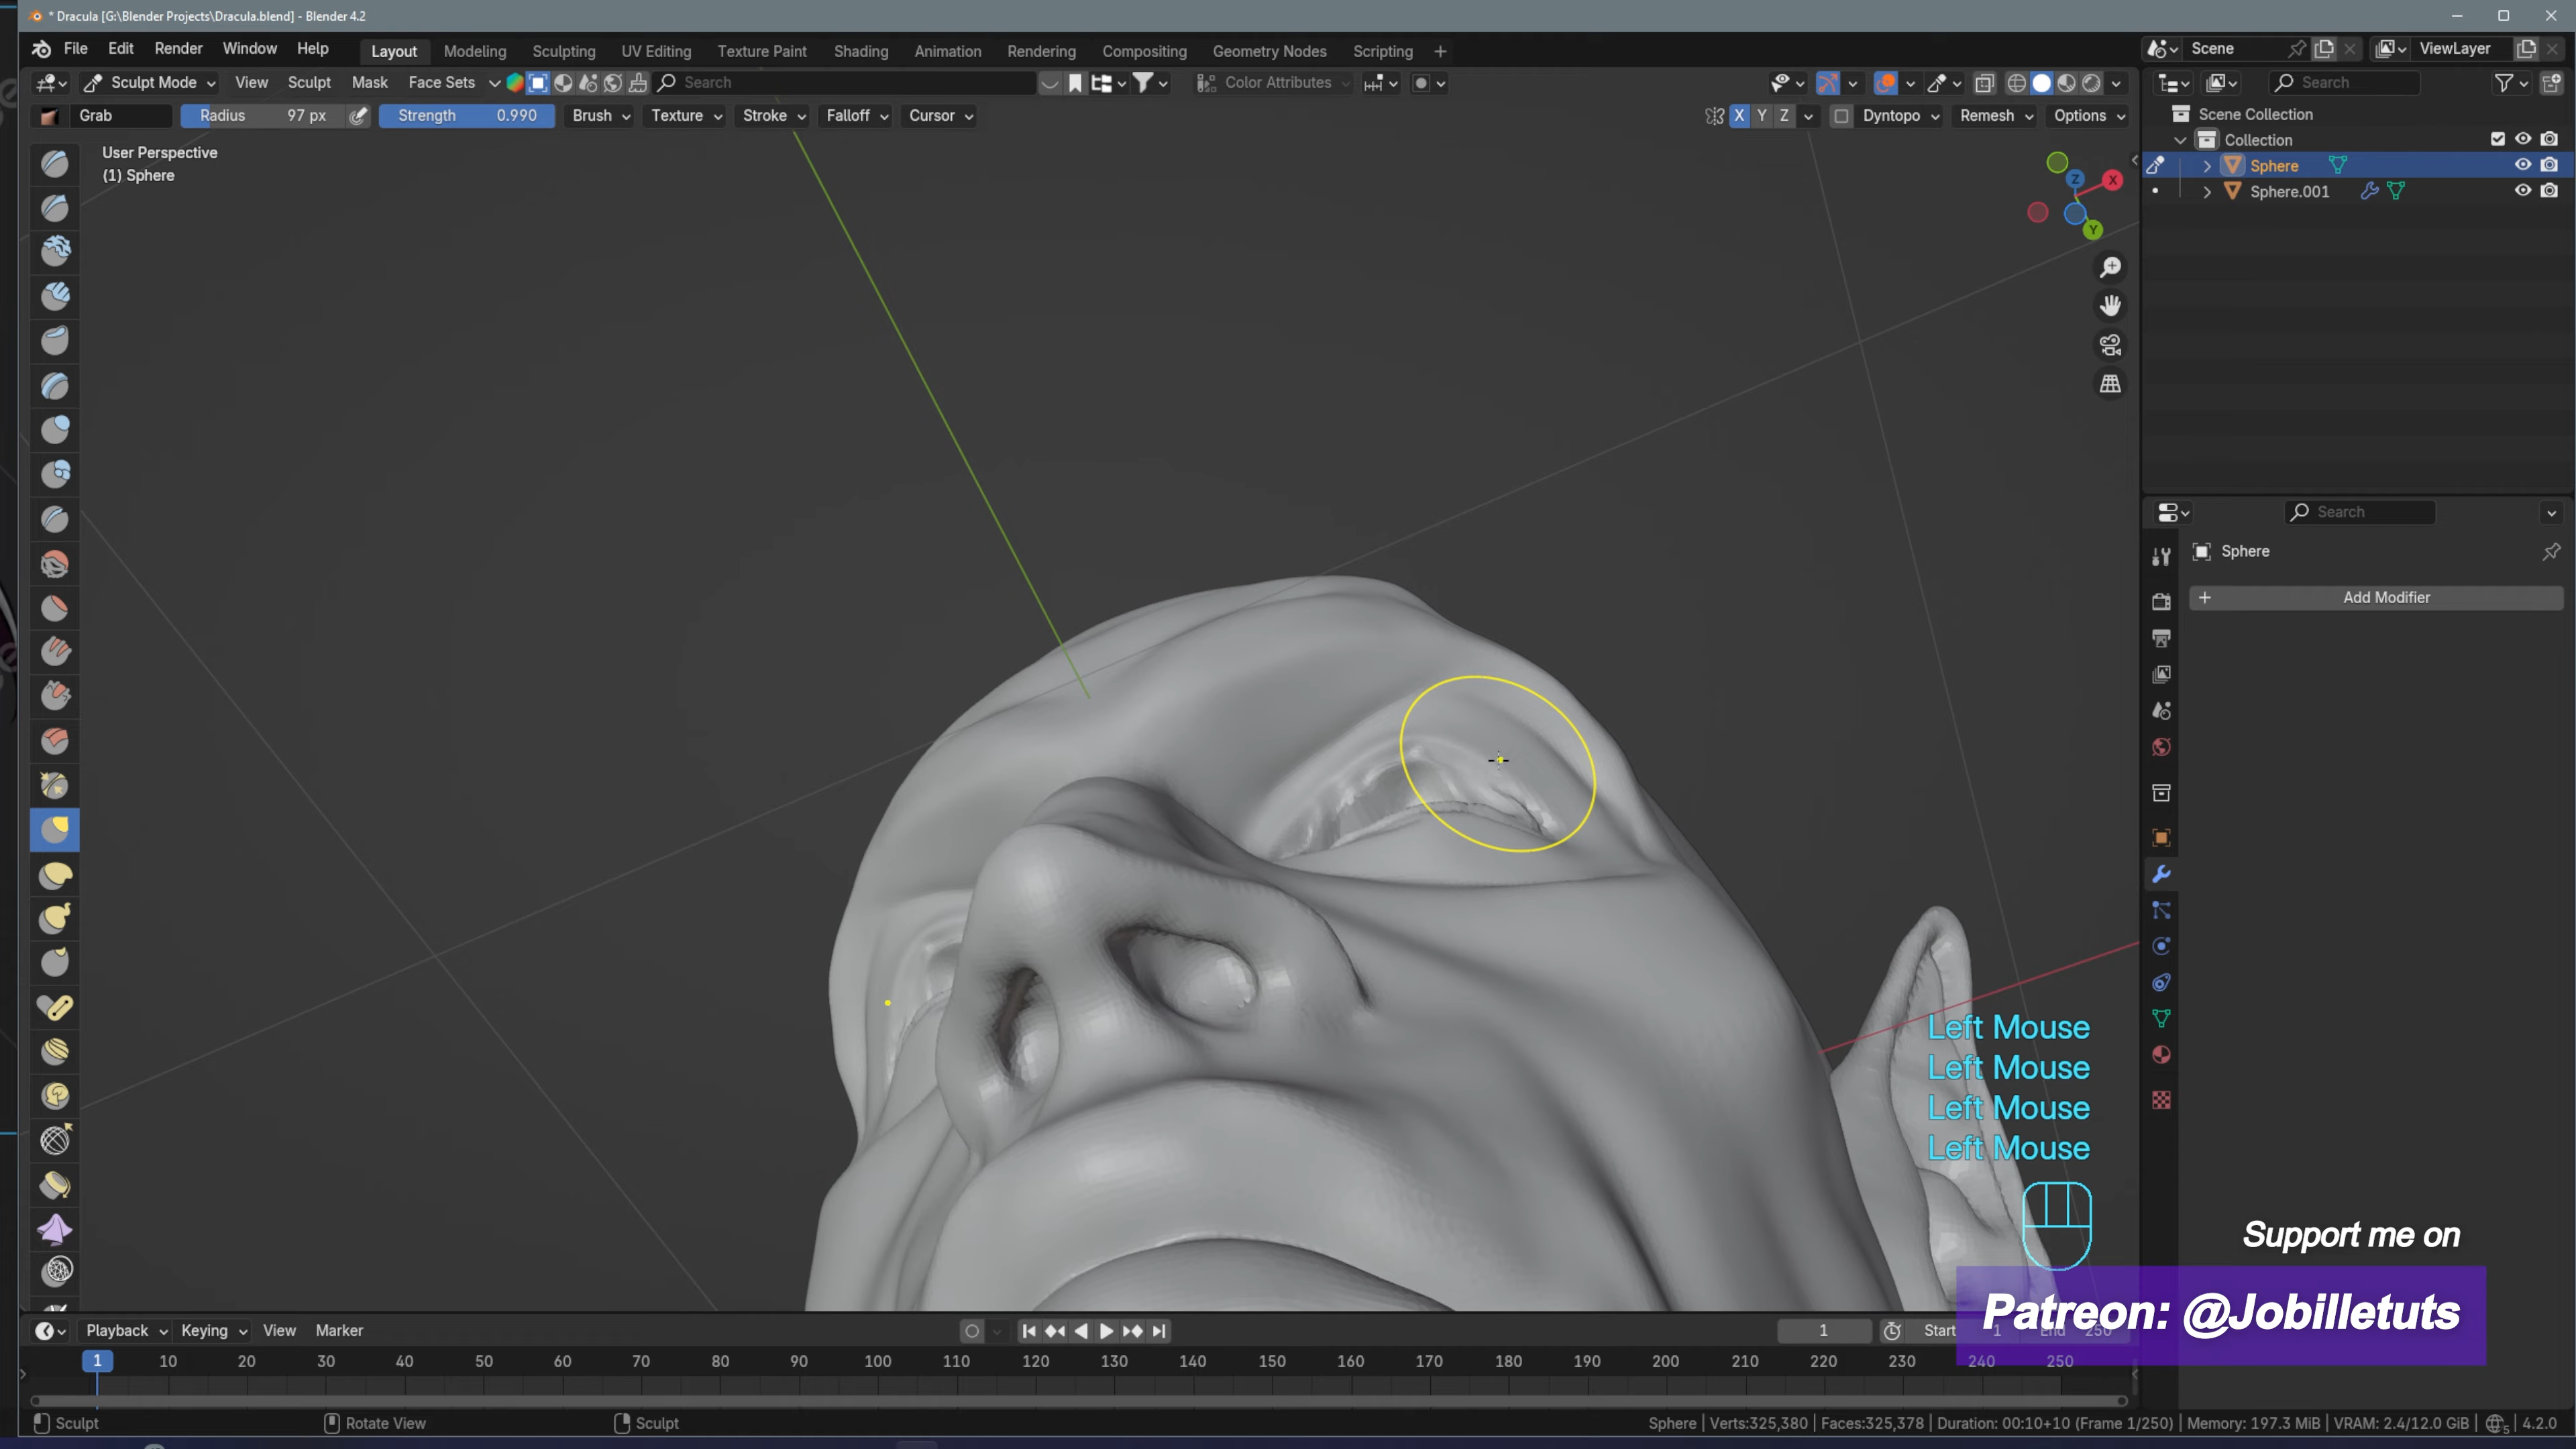 * Dracula [G:\Blender Projects\Dracula.blend] - Blender 4.2
File Edit Render Window Help Layout Modeling Sculpting UV Editing Texture Paint Shading Animation Rendering Compositing Geometry Nodes Scripting + Scene ViewLayer
Sculpt Mode View Sculpt Mask Face Sets Search Color Attributes Search
Grab Radius 97 px Strength 0.990 Brush Texture Stroke Falloff Cursor X Y Z Dyntopo Remesh Options
Scene Collection
Collection
Sphere
Sphere.001
User Perspective
(1) Sphere
Z X Y
Search
Sphere
+ Add Modifier
Left Mouse
Left Mouse
Left Mouse
Left Mouse
Support me on
Patreon: @Jobilletuts
Playback Keying View Marker 1 Start 1 End 250
1 10 20 30 40 50 60 70 80 90 100 110 120 130 140 150 160 170 180 190 200 210 220 230 240 250
Sculpt Rotate View Sculpt Sphere | Verts:325,380 | Faces:325,378 | Duration: 00:10+10 (Frame 1/250) | Memory: 197.3 MiB | VRAM: 2.4/12.0 GiB | 5 | 4.2.0